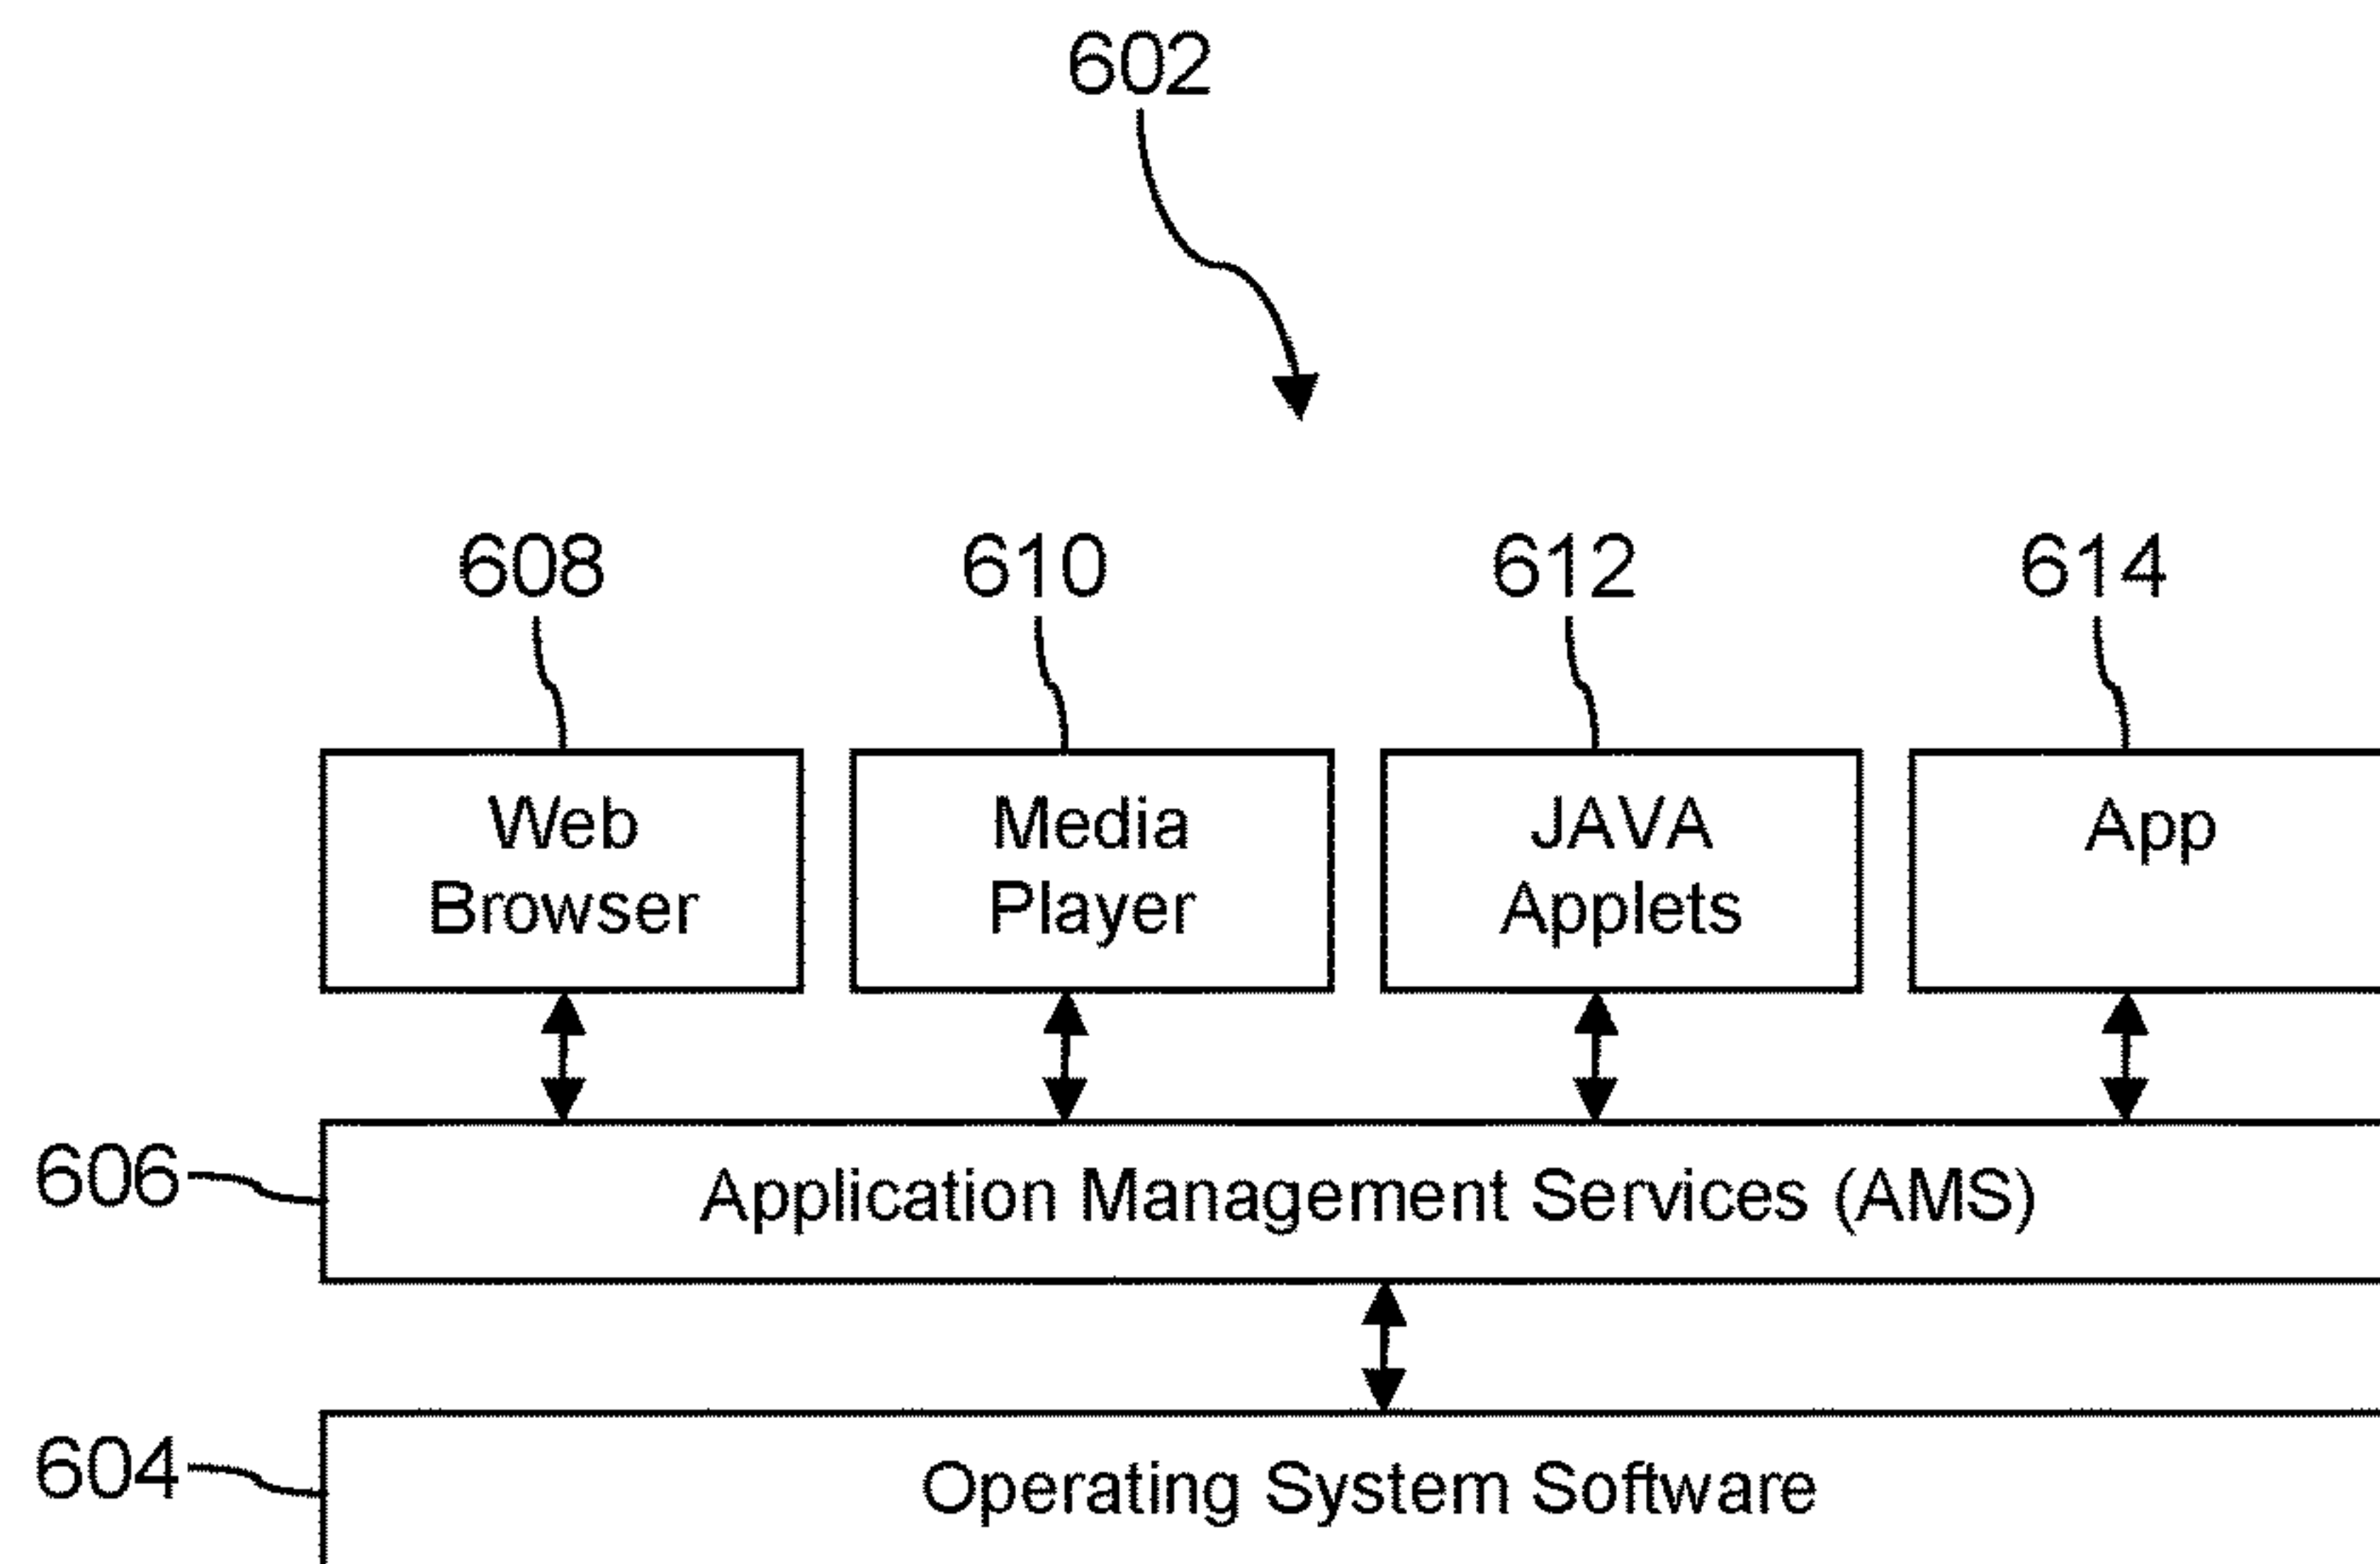 602
608
610
612
614
Web
Browser
Media
Player
JAVA
Applets
App
606
Application Management Services (AMS)
604
Operating System Software